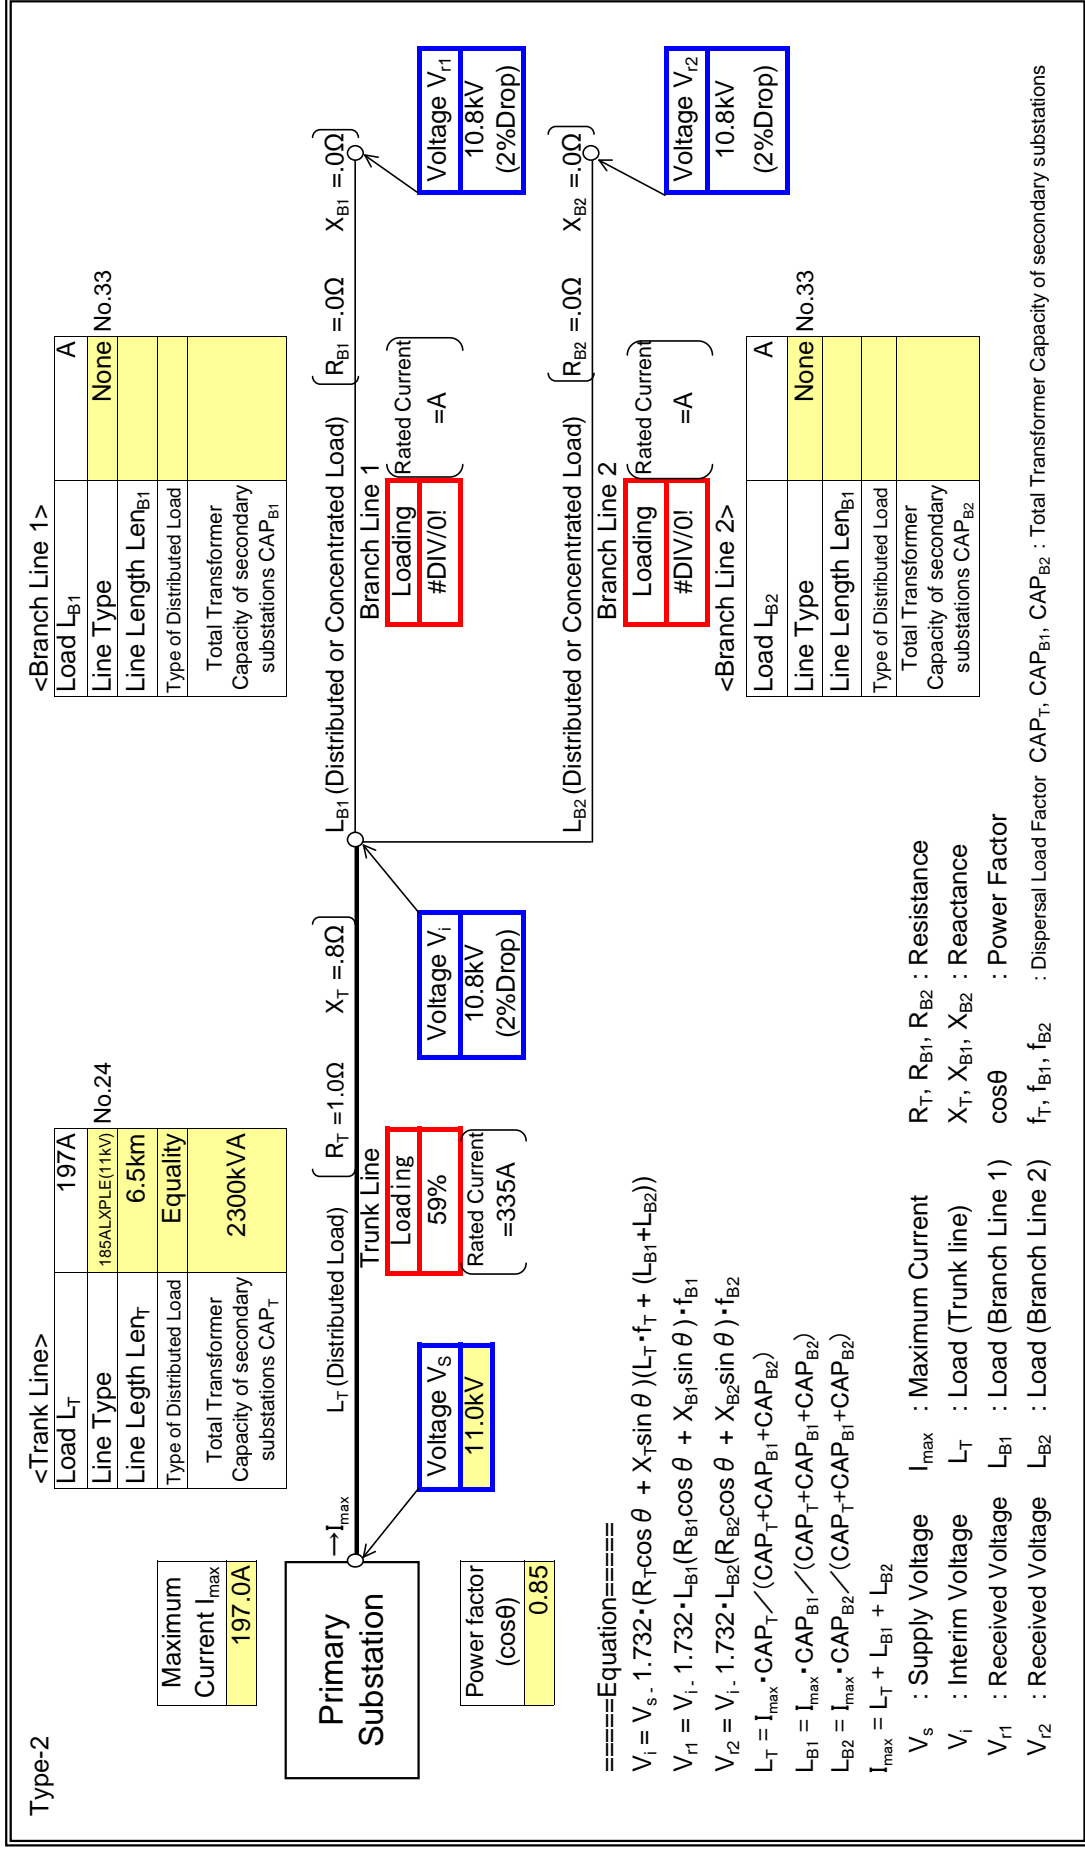 Type-2
<Trank Line>
Load LT 197A
Line Type 185ALXPLE(11kV) No.24
Line Legth LenT 6.5km
Type of Distributed Load Equality
Total Transformer
Capacity of secondary
substations CAPT
2300kVA
<Branch Line 1>
Load LB1 A
Line Type None No.33
Line Length LenB1
Type of Distributed Load
Total Transformer
Capacity of secondary
substations CAPB1
Maximum
Current Imax
197.0A
Primary
Substation
→Imax
LT (Distributed Load)
RT =1.0Ω XT =.8Ω
LB1 (Distributed or Concentrated Load)
RB1 =.0Ω XB1 =.0Ω
Trunk Line
Loading
59%
Rated Current
=335A
Branch Line 1
Loading
#DIV/0!
Rated Current
=A
Voltage VS
11.0kV
Voltage Vi
10.8kV
(2%Drop)
Voltage Vr1
10.8kV
(2%Drop)
Power factor
(cosθ)
0.85
LB2 (Distributed or Concentrated Load)
RB2 =.0Ω XB2 =.0Ω
Branch Line 2
Loading
#DIV/0!
Rated Current
=A
Voltage Vr2
10.8kV
(2%Drop)
<Branch Line 2>
Load LB2 A
Line Type None No.33
Line Length LenB1
Type of Distributed Load
Total Transformer
Capacity of secondary
substations CAPB2
=====Equation=====
Vi = Vs - 1.732･(RTcos θ + XTsin θ )(LT･fT + (LB1+LB2))
Vr1 = Vi - 1.732･LB1(RB1cos θ + XB1sin θ )･fB1
Vr2 = Vi - 1.732･LB2(RB2cos θ + XB2sin θ )･fB2
LT = Imax･CAPT／(CAPT+CAPB1+CAPB2)
LB1 = Imax･CAPB1／(CAPT+CAPB1+CAPB2)
LB2 = Imax･CAPB2／(CAPT+CAPB1+CAPB2)
Imax = LT + LB1 + LB2
Vs : Supply Voltage Imax : Maximum Current RT, RB1, RB2 : Resistance
Vi : Interim Voltage LT : Load (Trunk line) XT, XB1, XB2 : Reactance
Vr1 : Received Voltage LB1 : Load (Branch Line 1) cosθ : Power Factor
Vr2 : Received Voltage LB2 : Load (Branch Line 2) fT, fB1, fB2 : Dispersal Load Factor CAPT, CAPB1, CAPB2 : Total Transformer Capacity of secondary substations